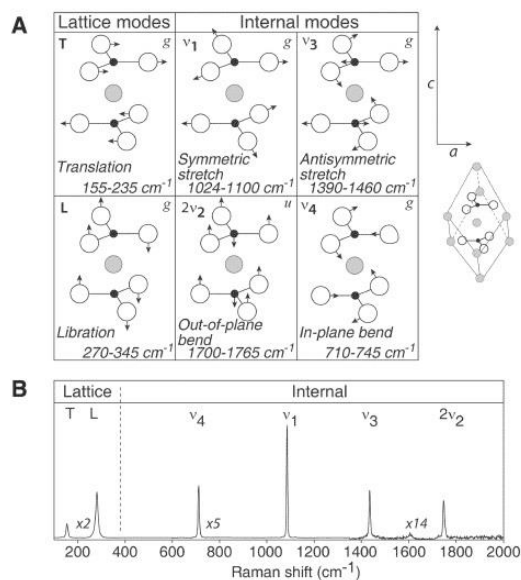 A
Lattice modes Internal modes
T g
Translation
155-235 cm-1
ν1 g
Symmetric
stretch
1024-1100 cm-1
ν3 g
Antisymmetric
stretch
1390-1460 cm-1
L g
Libration
270-345 cm-1
2ν2 u
Out-of-plane
bend
1700-1765 cm-1
ν4 g
In-plane bend
710-745 cm-1
c
a
B
Lattice Internal
T L ν4 ν1 ν3 2ν2
x2 x5 x14
200 400 600 800 1000 1200 1400 1600 1800 2000
Raman shift (cm-1)